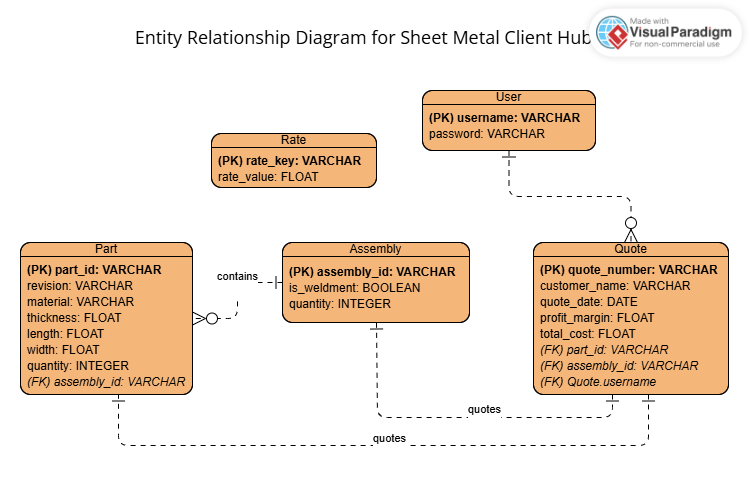 Entity Relationship Diagram for Sheet Metal Client Hub
Made with
Visual Paradigm
For non-commercial use
User
(PK) username: VARCHAR
password: VARCHAR
Rate
(PK) rate_key: VARCHAR
rate_value: FLOAT
Part
(PK) part_id: VARCHAR
revision: VARCHAR
material: VARCHAR
thickness: FLOAT
length: FLOAT
width: FLOAT
quantity: INTEGER
(FK) assembly_id: VARCHAR
contains
Assembly
(PK) assembly_id: VARCHAR
is_weldment: BOOLEAN
quantity: INTEGER
Quote
(PK) quote_number: VARCHAR
customer_name: VARCHAR
quote_date: DATE
profit_margin: FLOAT
total_cost: FLOAT
(FK) part_id: VARCHAR
(FK) assembly_id: VARCHAR
(FK) Quote.username
quotes
quotes